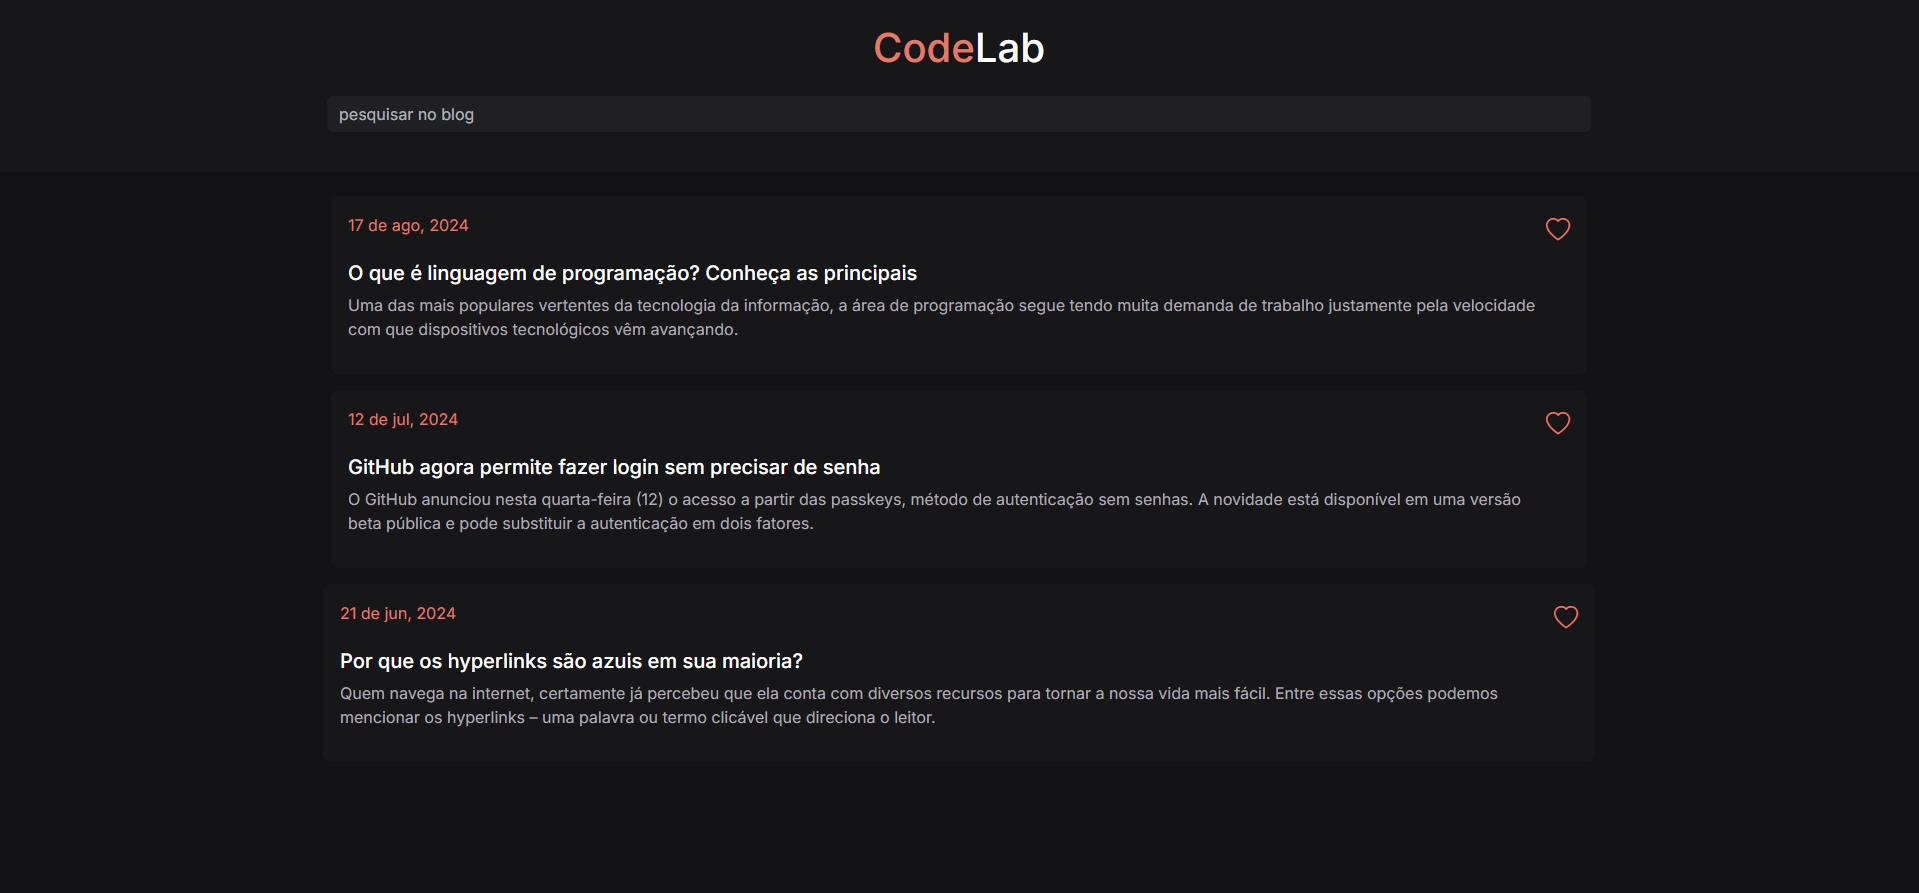 CodeLab
pesquisar no blog
17 de ago, 2024
O que é linguagem de programação? Conheça as principais
Uma das mais populares vertentes da tecnologia da informação, a área de programação segue tendo muita demanda de trabalho justamente pela velocidade
com que dispositivos tecnológicos vêm avançando.
12 de jul, 2024
GitHub agora permite fazer login sem precisar de senha
O GitHub anunciou nesta quarta-feira (12) o acesso a partir das passkeys, método de autenticação sem senhas. A novidade está disponível em uma versão
beta pública e pode substituir a autenticação em dois fatores.
21 de jun, 2024
Por que os hyperlinks são azuis em sua maioria?
Quem navega na internet, certamente já percebeu que ela conta com diversos recursos para tornar a nossa vida mais fácil. Entre essas opções podemos
mencionar os hyperlinks – uma palavra ou termo clicável que direciona o leitor.